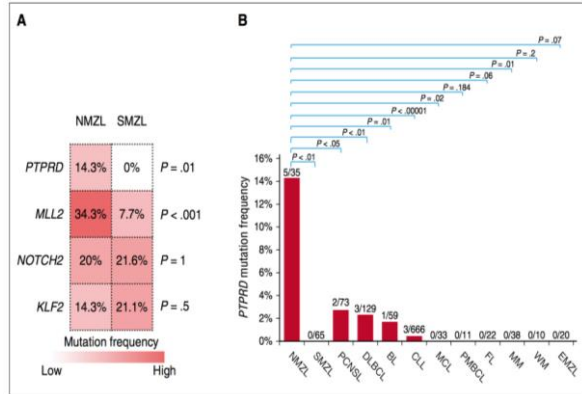 A
NMZL SMZL
PTPRD 14.3% 0% P = .01
MLL2 34.3% 7.7% P < .001
NOTCH2 20% 21.6% P = 1
KLF2 14.3% 21.1% P = .5
Mutation frequency
Low High
B
P = .07
P = .2
P = .01
P = .06
P = .184
P = .02
P < .00001
P = .01
P < .01
P < .05
P < .01
PTPRD mutation frequency
16%
14%
12%
10%
8%
6%
4%
2%
0%
5/35 0/65 2/73 3/129 1/59 3/666 0/33 0/11 0/22 0/38 0/10 0/20
NMZL SMZL PCNSL DLBCL BL CLL MCL PMBCL FL MM WM EMZL